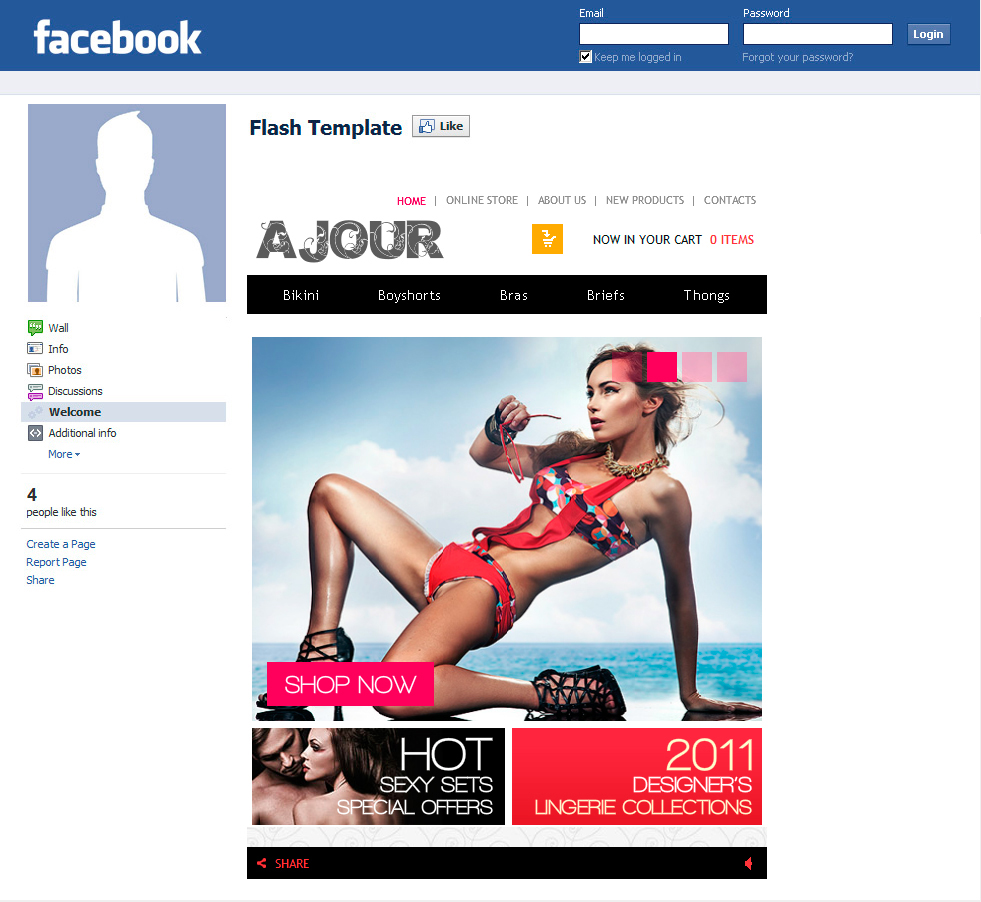 facebook
Email
Password
Login
Keep me logged in
Forgot your password?
Flash Template
Like
HOME | ONLINE STORE | ABOUT US | NEW PRODUCTS | CONTACTS
AJOUR
NOW IN YOUR CART 0 ITEMS
Bikini Boyshorts Bras Briefs Thongs
Wall
Info
Photos
Discussions
Welcome
Additional info
More
4
people like this
Create a Page
Report Page
Share
SHOP NOW
HOT
SEXY SETS
SPECIAL OFFERS
2011
DESIGNER'S
LINGERIE COLLECTIONS
SHARE